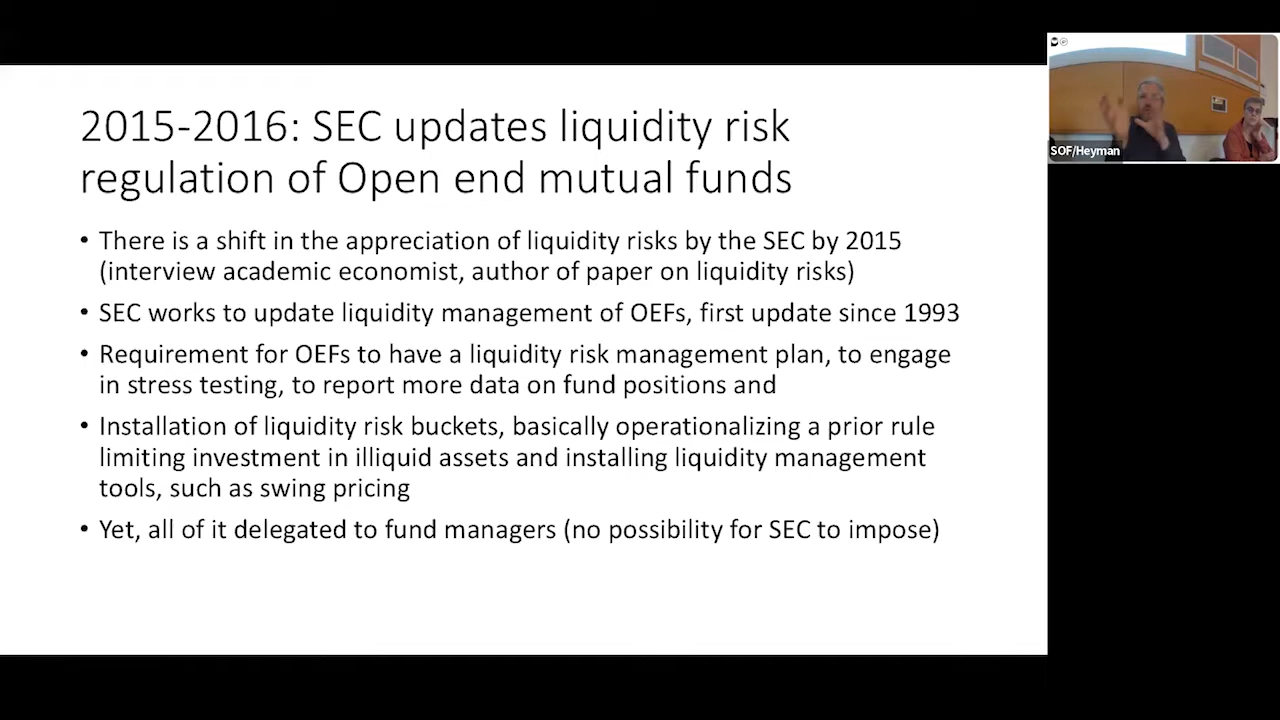 2015-2016: SEC updates liquidity risk
regulation of Open end mutual funds
• There is a shift in the appreciation of liquidity risks by the SEC by 2015
(interview academic economist, author of paper on liquidity risks)
• SEC works to update liquidity management of OEFs, first update since 1993
• Requirement for OEFs to have a liquidity risk management plan, to engage
in stress testing, to report more data on fund positions and
• Installation of liquidity risk buckets, basically operationalizing a prior rule
limiting investment in illiquid assets and installing liquidity management
tools, such as swing pricing
• Yet, all of it delegated to fund managers (no possibility for SEC to impose)
SOF/Heyman